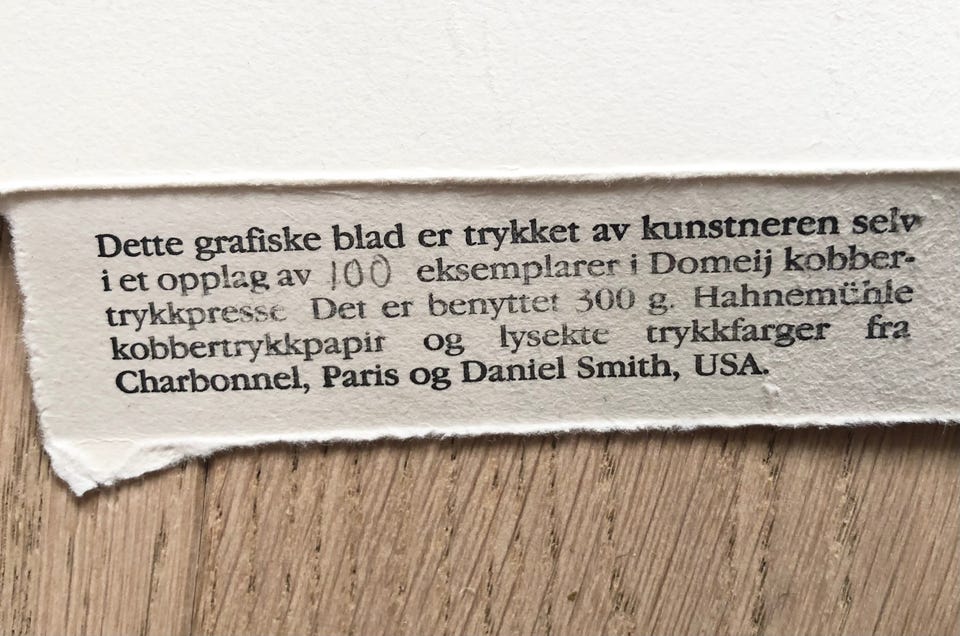 Dette grafiske blad er trykket av kunstneren selv
i et opplag av 100 eksemplarer i Domeij kobber-
trykkpresse Det er benyttet 300 g. Hahnemühle
kobbertrykkpapir og lysekte trykkfarger fra
Charbonnel, Paris og Daniel Smith, USA.